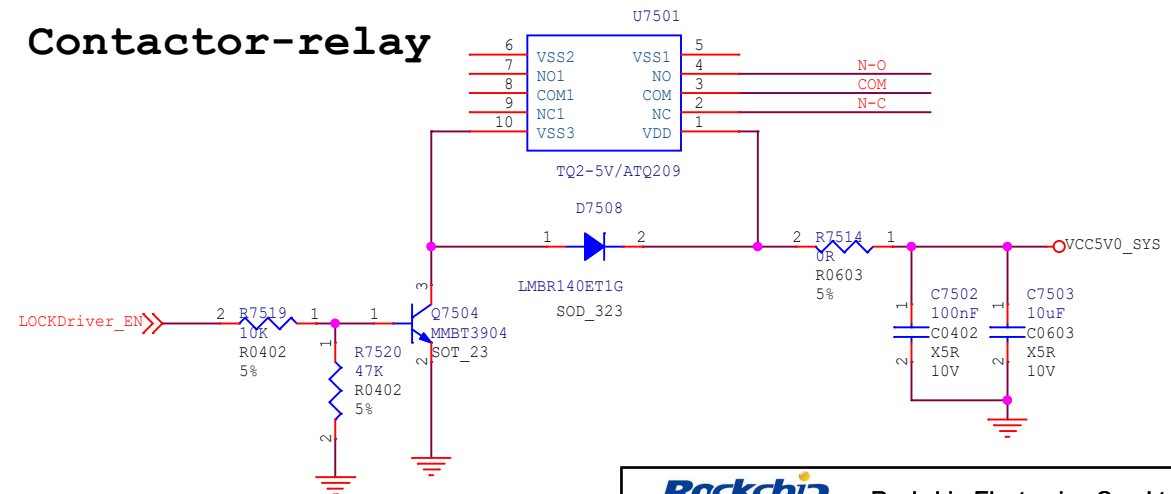 U7501
Contactor-relay
6 VSS2 VSS1 5
7 NO1 NO 4 N-O
8 COM1 COM 3 COM
9 NC1 NC 2 N-C
10 VSS3 VDD 1
TQ2-5V/ATQ209
D7508
1 2
LMBR140ET1G
SOD_323
2 R7514 1
0R
R0603
5%
VCC5V0_SYS
C7502
1 100nF
C0402
2 X5R
10V
C7503
1 10uF
C0603
2 X5R
10V
LOCKDriver_EN
2 R7519 1
10K
R0402
5%
1 3 Q7504
MMBT3904
2 SOT_23
1 R7520
47K
R0402
5%
2
Rockchip